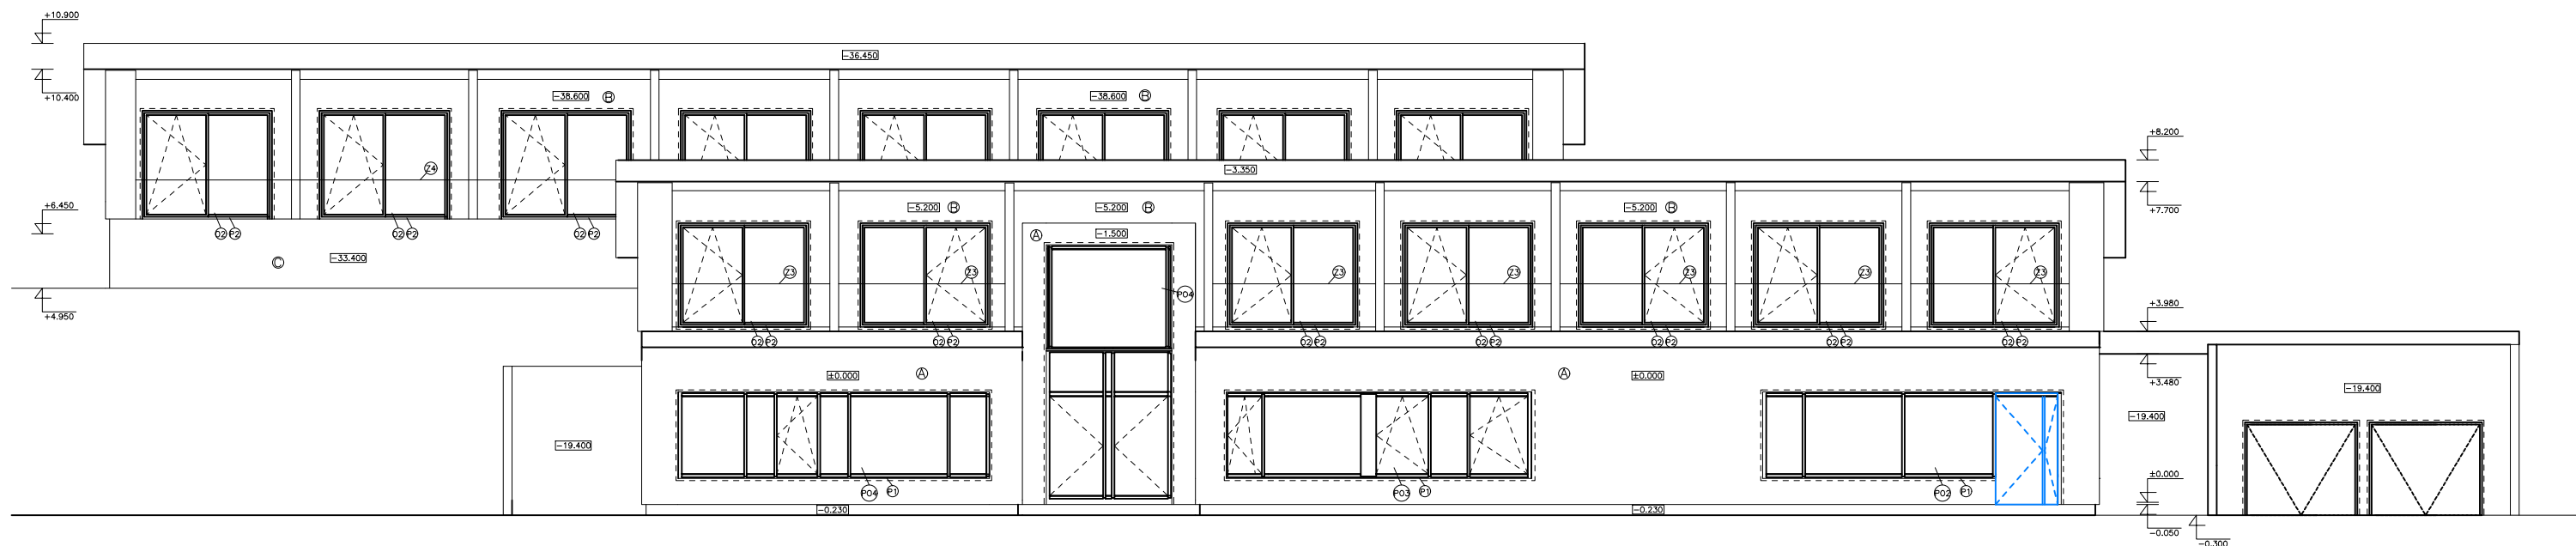 +10.900
-36.450
+10.400
-38.600 B
-38.600 B
+8.200
Z4
-3.350
+6.450
-5.200 B
-5.200 B
-5.200 B
+7.700
O2 P2
O2 P2
O2 P2
A
-1.500
C
-33.400
Z3
Z3
Z3
Z3
Z3
Z3
Z3
P04
+4.950
+3.980
O2 P2
O2 P2
O2 P2
O2 P2
O2 P2
O2 P2
O2 P2
±0.000
A
A
±0.000
+3.480
-19.400
-19.400
-19.400
±0.000
P04 P1
P03 P1
P02 P1
-0.230
-0.230
-0.050
-0.300